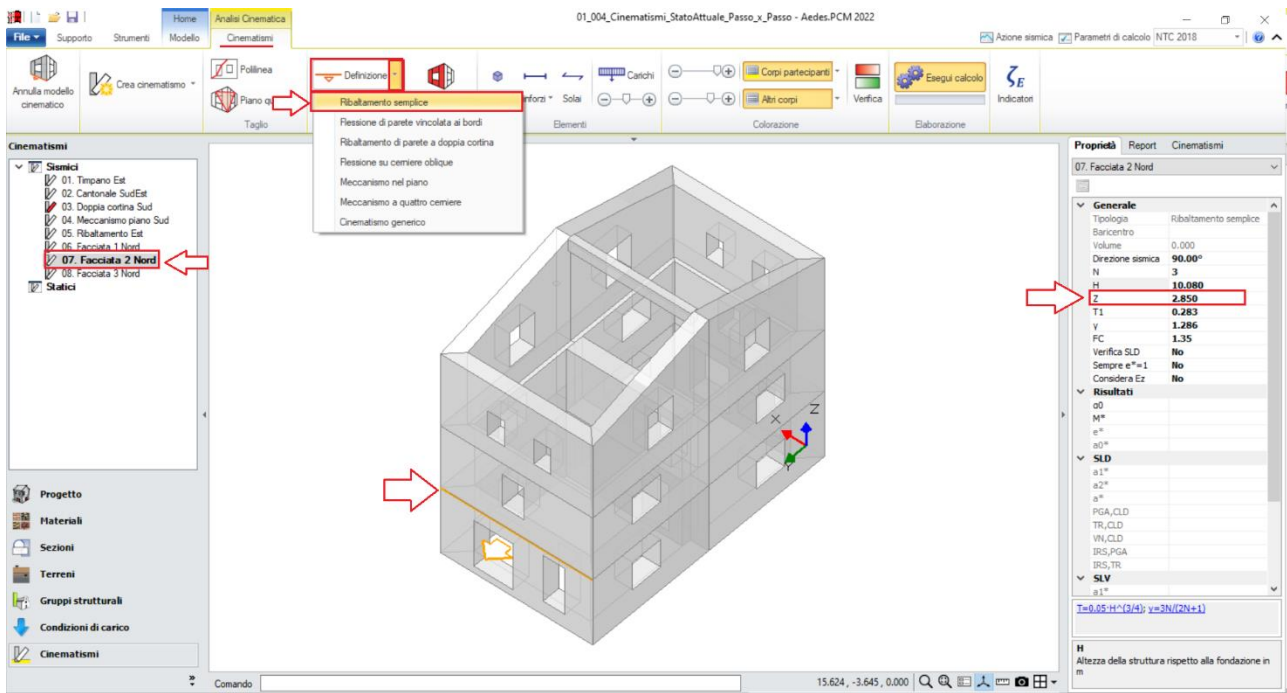 Home
Analisi Cinematica
01_004_Cinematismi_StatoAttuale_Passo_x_Passo - Aedes.PCM 2022
File
Supporto
Strumenti
Modello
Cinematismi
Azione sismica
Parametri di calcolo
NTC 2018
Annulla modello cinematico
Crea cinematismo
Polilinea
Piano
Taglio
Definizione
Solai
Carichi
Elementi
Corpi partecipanti
Altri corpi
Colorazione
Verifica
Esegui calcolo
Elaborazione
ζE
Indicatori
Ribaltamento semplice
Flessione di parete vincolata ai bordi
Ribaltamento di parete a doppia cortina
Flessione su cerniere oblique
Meccanismo nel piano
Meccanismo a quattro cerniere
Cinematismo generico
Cinematismi
Sismici
01. Timpano Est
02. Cantonale SudEst
03. Doppia cortina Sud
04. Meccanismo piano Sud
05. Ribaltamento Est
06. Facciata 1 Nord
07. Facciata 2 Nord
08. Facciata 3 Nord
Statici
Progetto
Materiali
Sezioni
Terreni
Gruppi strutturali
Condizioni di carico
Cinematismi
X
Z
Y
Comando
15.624 , -3.645 , 0.000
Proprietà Report Cinematismi
07. Facciata 2 Nord
Generale
Tipologia Ribaltamento semplice
Baricentro
Volume 0.000
Direzione sismica 90.00°
N 3
H 10.080
Z 2.850
T1 0.283
γ 1.286
FC 1.35
Verifica SLD No
Sempre e*=1 No
Considera Ez No
Risultati
α0
M*
e*
a0*
SLD
a1*
a2*
a*
PGA,CLD
TR,CLD
VN,CLD
IRS,PGA
IRS,TR
SLV
a1*
T=0.05·H^(3/4); γ=3N/(2N+1)
H
Altezza della struttura rispetto alla fondazione in
m